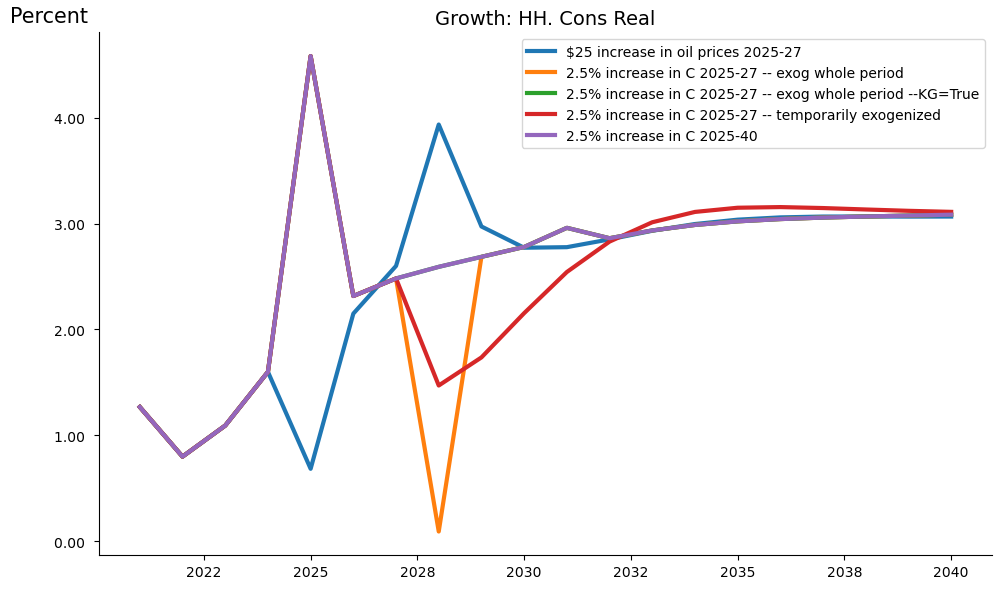 Percent
Growth: HH. Cons Real
$25 increase in oil prices 2025-27
2.5% increase in C 2025-27 -- exog whole period
2.5% increase in C 2025-27 -- exog whole period --KG=True
2.5% increase in C 2025-27 -- temporarily exogenized
2.5% increase in C 2025-40
4.00
3.00
2.00
1.00
0.00
2022
2025
2028
2030
2032
2035
2038
2040